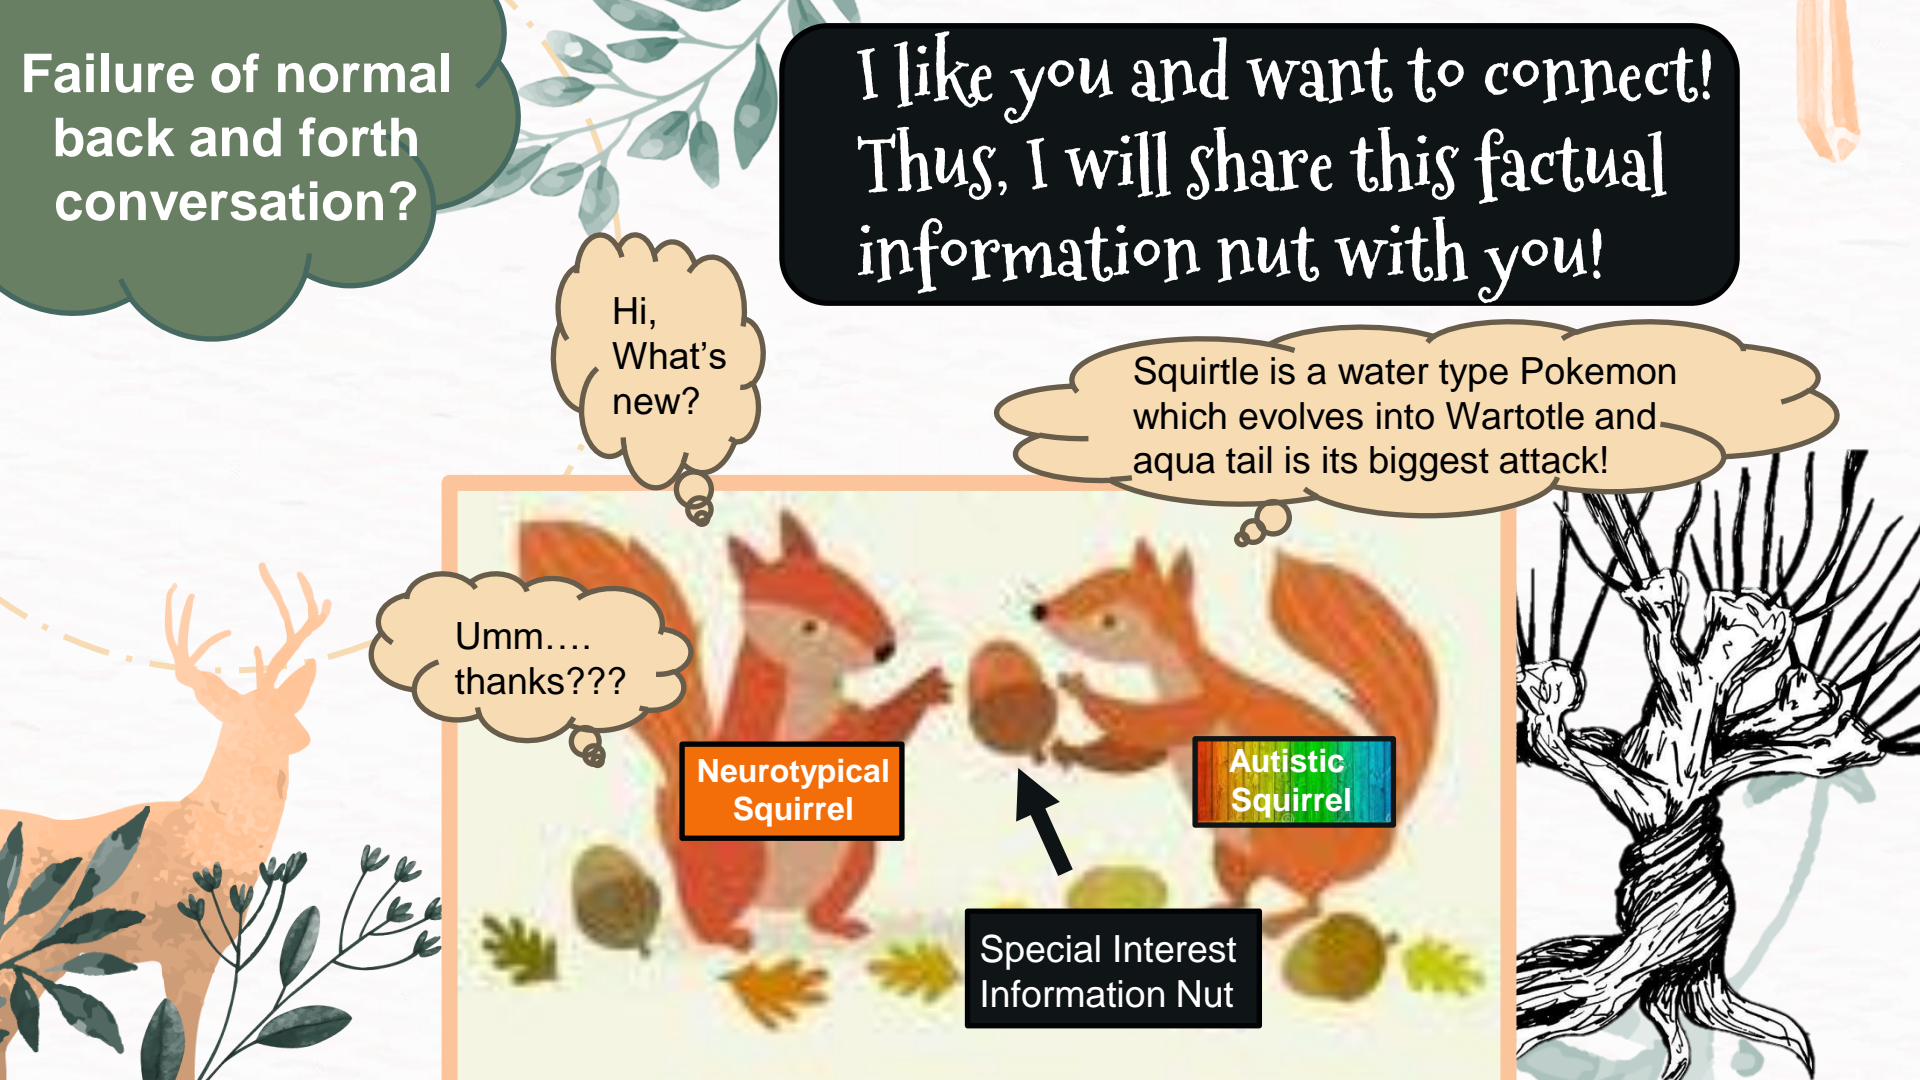 Failure of normal
back and forth
conversation?
I like you and want to connect!
Thus, I will share this factual
information nut with you!
Hi,
What's
new?
Squirtle is a water type Pokemon
which evolves into Wartotle and
aqua tail is its biggest attack!
Umm....
thanks???
Neurotypical
Squirrel
Autistic
Squirrel
Special Interest
Information Nut